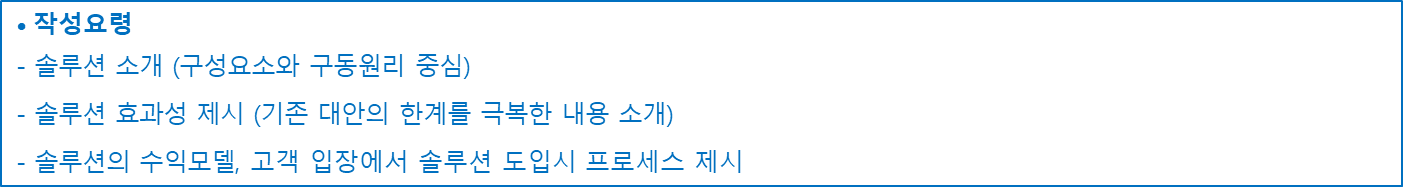 • 작성요령
- 솔루션 소개 (구성요소와 구동원리 중심)
- 솔루션 효과성 제시 (기존 대안의 한계를 극복한 내용 소개)
- 솔루션의 수익모델, 고객 입장에서 솔루션 도입시 프로세스 제시